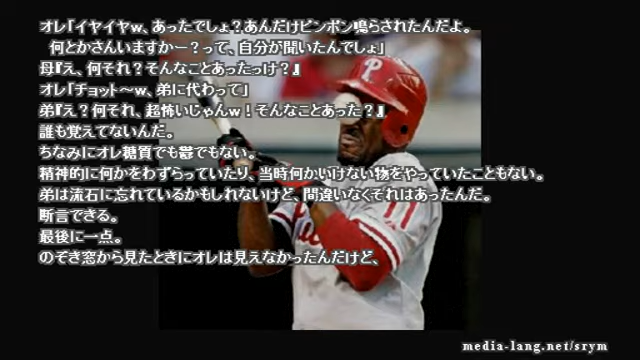 オレ「イヤイヤw、あったでしょ?あんだけピンポン鳴らされたんだよ。
何とかさんいますかー?って、自分が聞いたんでしょ」
母『え、何それ?そんなことあったっけ?』
オレ「チョット〜w、弟に代わって」
弟『え?何それ、超怖いじゃんw!そんなことあった?』
誰も覚えてないんだ。
ちなみにオレ糖質でも鬱でもない。
精神的に何かをわずらっていたり、当時何かいけない物をやっていたこともない。
弟は流石に忘れているかもしれないけど、間違いなくそれはあったんだ。
断言できる。
最後に一点。
のぞき窓から見たときにオレは見えなかったんだけど、
P
11
media-lang.net/srym